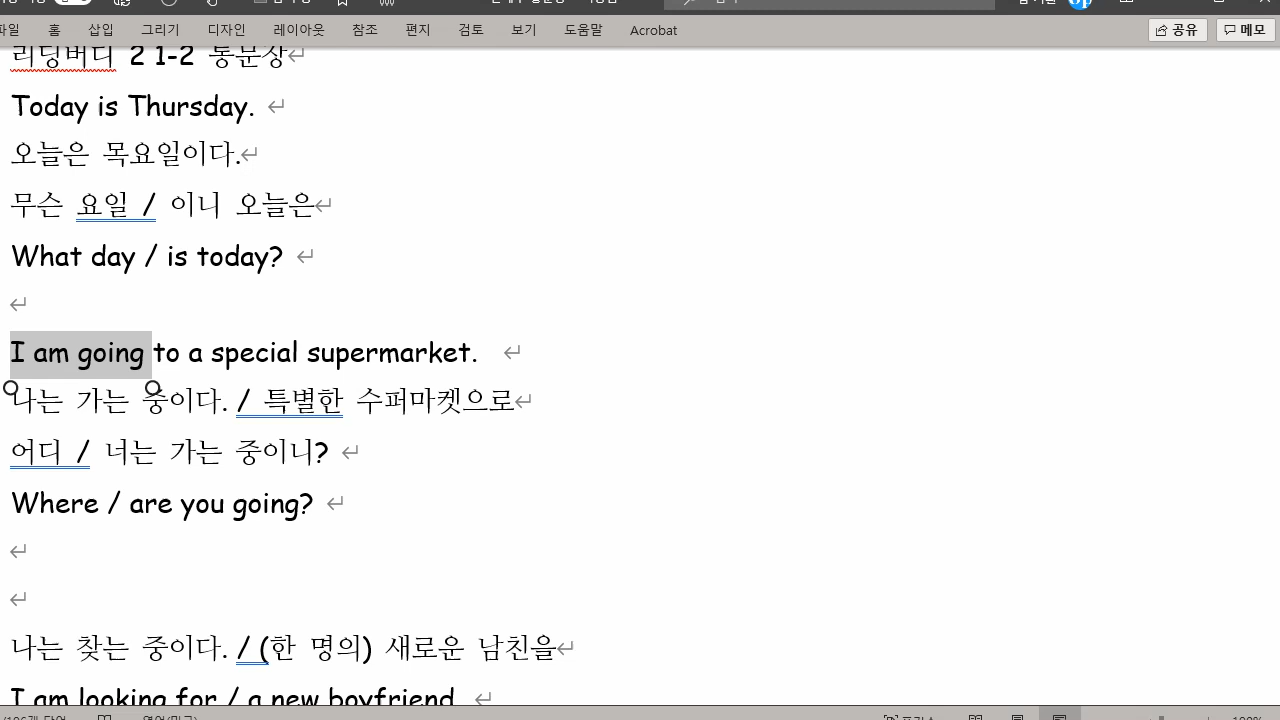 홈 삽입 그리기 디자인 레이아웃 참조 편지 검토 보기 도움말 Acrobat 공유 메모
리딩버디 2 1-2 통문장
Today is Thursday.
오늘은 목요일이다.
무슨 요일 / 이니 오늘은
What day / is today?
I am going to a special supermarket.
나는 가는 중이다. / 특별한 수퍼마켓으로
어디 / 너는 가는 중이니?
Where / are you going?
나는 찾는 중이다. / (한 명의) 새로운 남친을
I am looking for / a new boyfriend